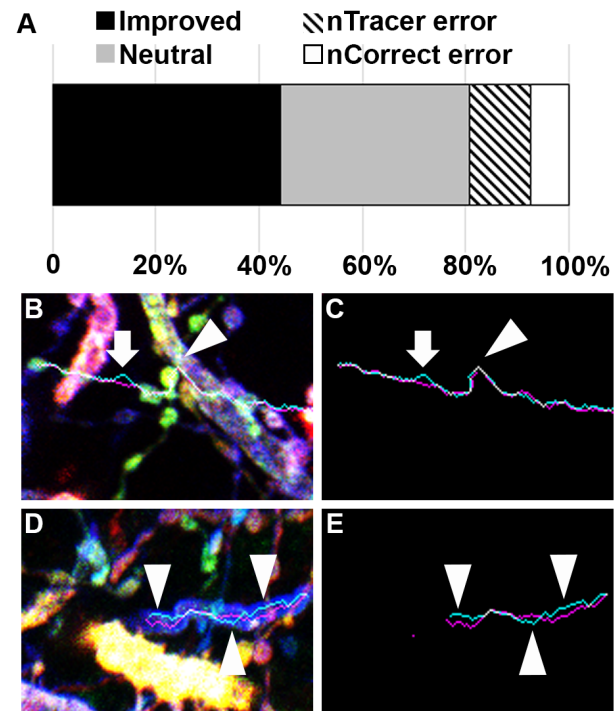 A
Improved
nTracer error
Neutral
nCorrect error
0 20% 40% 60% 80% 100%
B
C
D
E